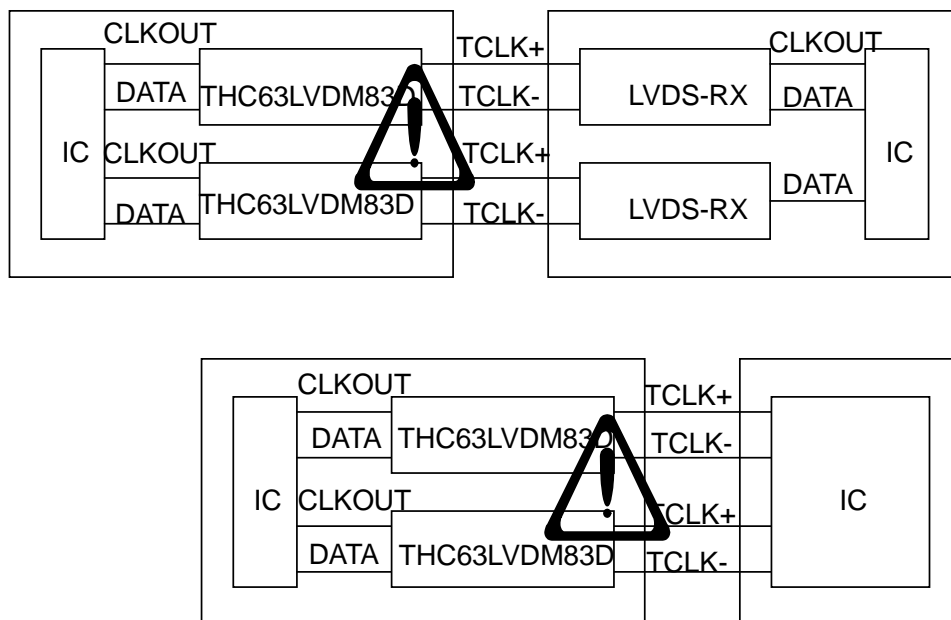 CLKOUT
TCLK+
CLKOUT
DATA
THC63LVDM83D
TCLK-
LVDS-RX
DATA
IC
CLKOUT
TCLK+
IC
DATA
DATA
THC63LVDM83D
TCLK-
LVDS-RX
CLKOUT
TCLK+
DATA
THC63LVDM83D
TCLK-
IC
CLKOUT
TCLK+
IC
DATA
THC63LVDM83D
TCLK-